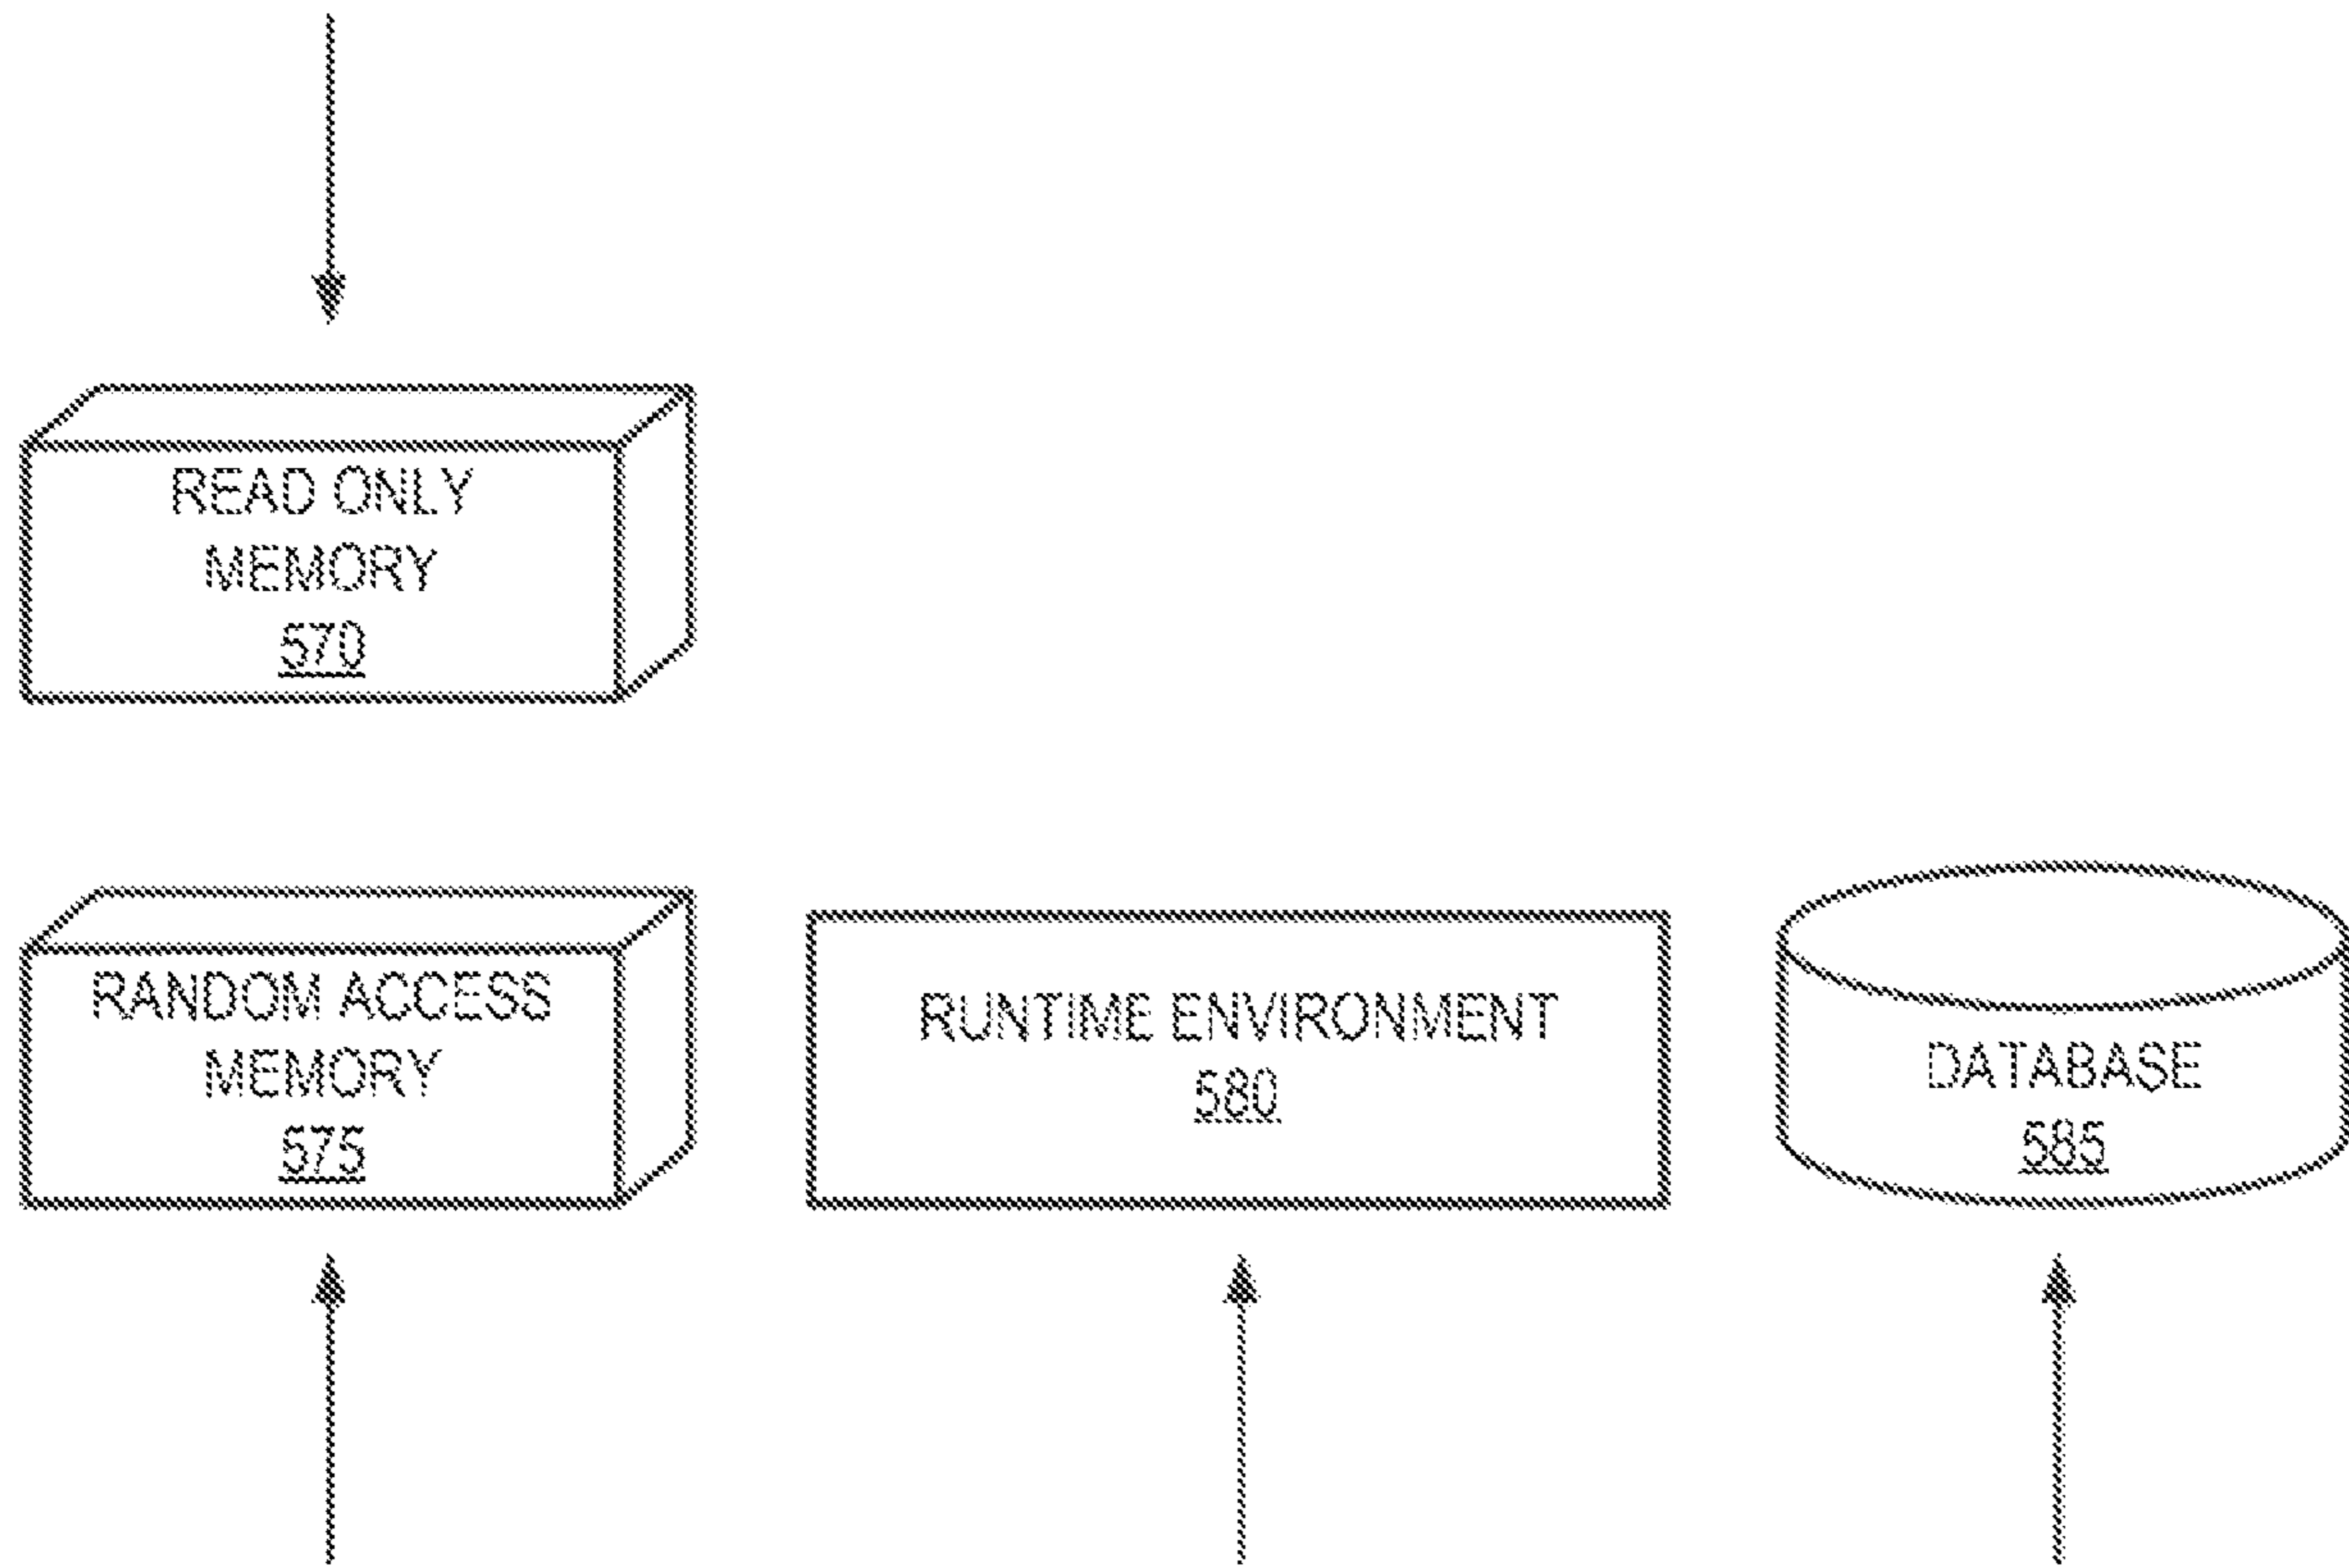 READ ONLY
MEMORY
570
RANDOM ACCESS
MEMORY
575
RUNTIME ENVIRONMENT
580
DATABASE
585